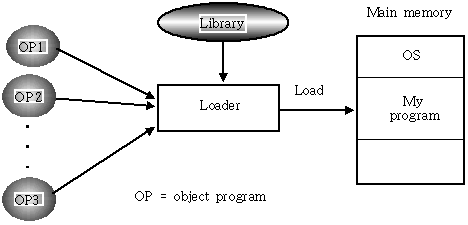 Library
Main memory
OP1
OS
OP2
Loader
Load
My
program
OP3
OP = object program